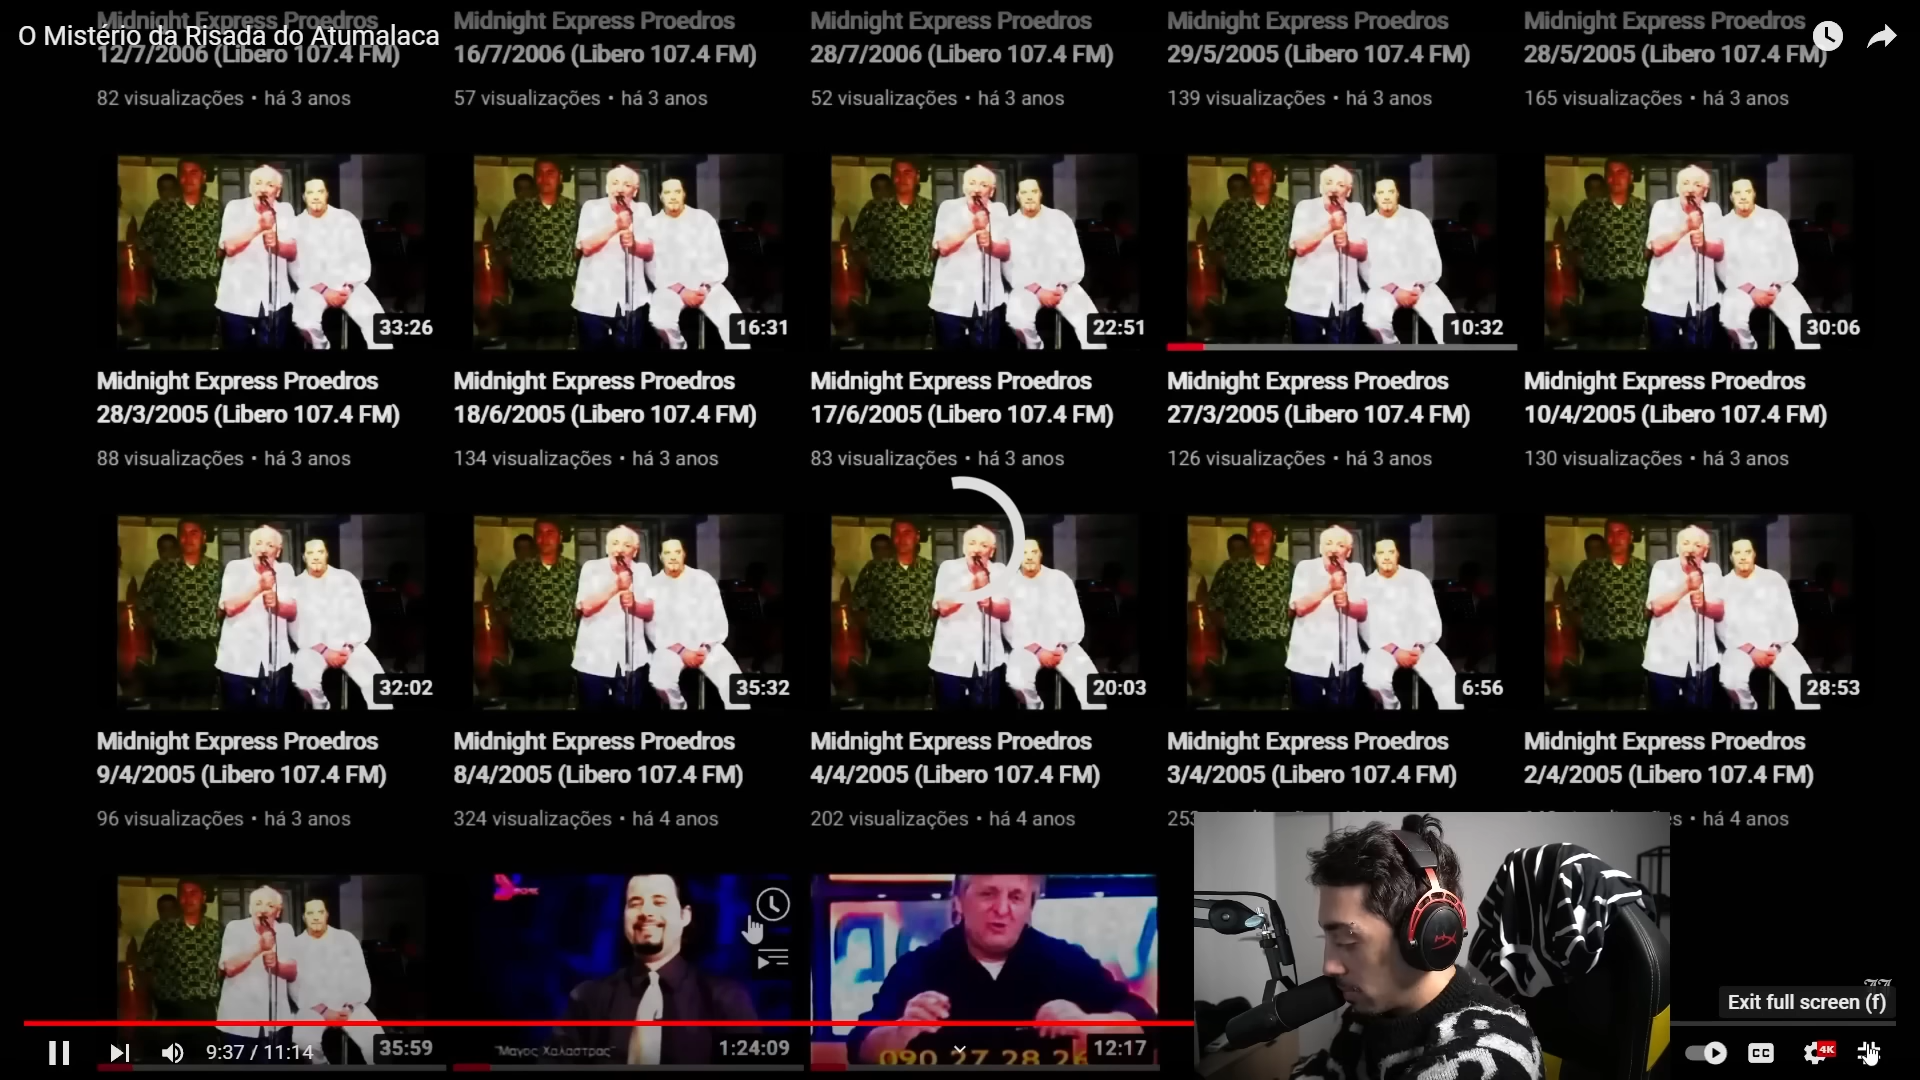 Midnight Express Proedros
Midnight Express Proedros
Midnight Express Proedros
Midnight Express Proedros
Midnight Express Proedros
O Mistério da Risada do Atumalaca
12/7/2006 (Libero 107.4 FM)
16/7/2006 (Libero 107.4 FM)
28/7/2006 (Libero 107.4 FM)
29/5/2005 (Libero 107.4 FM)
28/5/2005 (Libero 107.4 FM)
82 visualizações • há 3 anos
57 visualizações • há 3 anos
52 visualizações • há 3 anos
139 visualizações • há 3 anos
165 visualizações • há 3 anos
33:26
16:31
22:51
10:32
30:06
Midnight Express Proedros
28/3/2005 (Libero 107.4 FM)
88 visualizações • há 3 anos
Midnight Express Proedros
18/6/2005 (Libero 107.4 FM)
134 visualizações • há 3 anos
Midnight Express Proedros
17/6/2005 (Libero 107.4 FM)
83 visualizações • há 3 anos
Midnight Express Proedros
27/3/2005 (Libero 107.4 FM)
126 visualizações • há 3 anos
Midnight Express Proedros
10/4/2005 (Libero 107.4 FM)
130 visualizações • há 3 anos
32:02
35:32
20:03
6:56
28:53
Midnight Express Proedros
9/4/2005 (Libero 107.4 FM)
96 visualizações • há 3 anos
Midnight Express Proedros
8/4/2005 (Libero 107.4 FM)
324 visualizações • há 4 anos
Midnight Express Proedros
4/4/2005 (Libero 107.4 FM)
202 visualizações • há 4 anos
Midnight Express Proedros
3/4/2005 (Libero 107.4 FM)
Midnight Express Proedros
2/4/2005 (Libero 107.4 FM)
há 4 anos
Exit full screen (f)
9:37 / 11:14
35:59
"Μαγος Χαλαστρας"
1:24:09
090 27 28 26
12:17
CC
4K